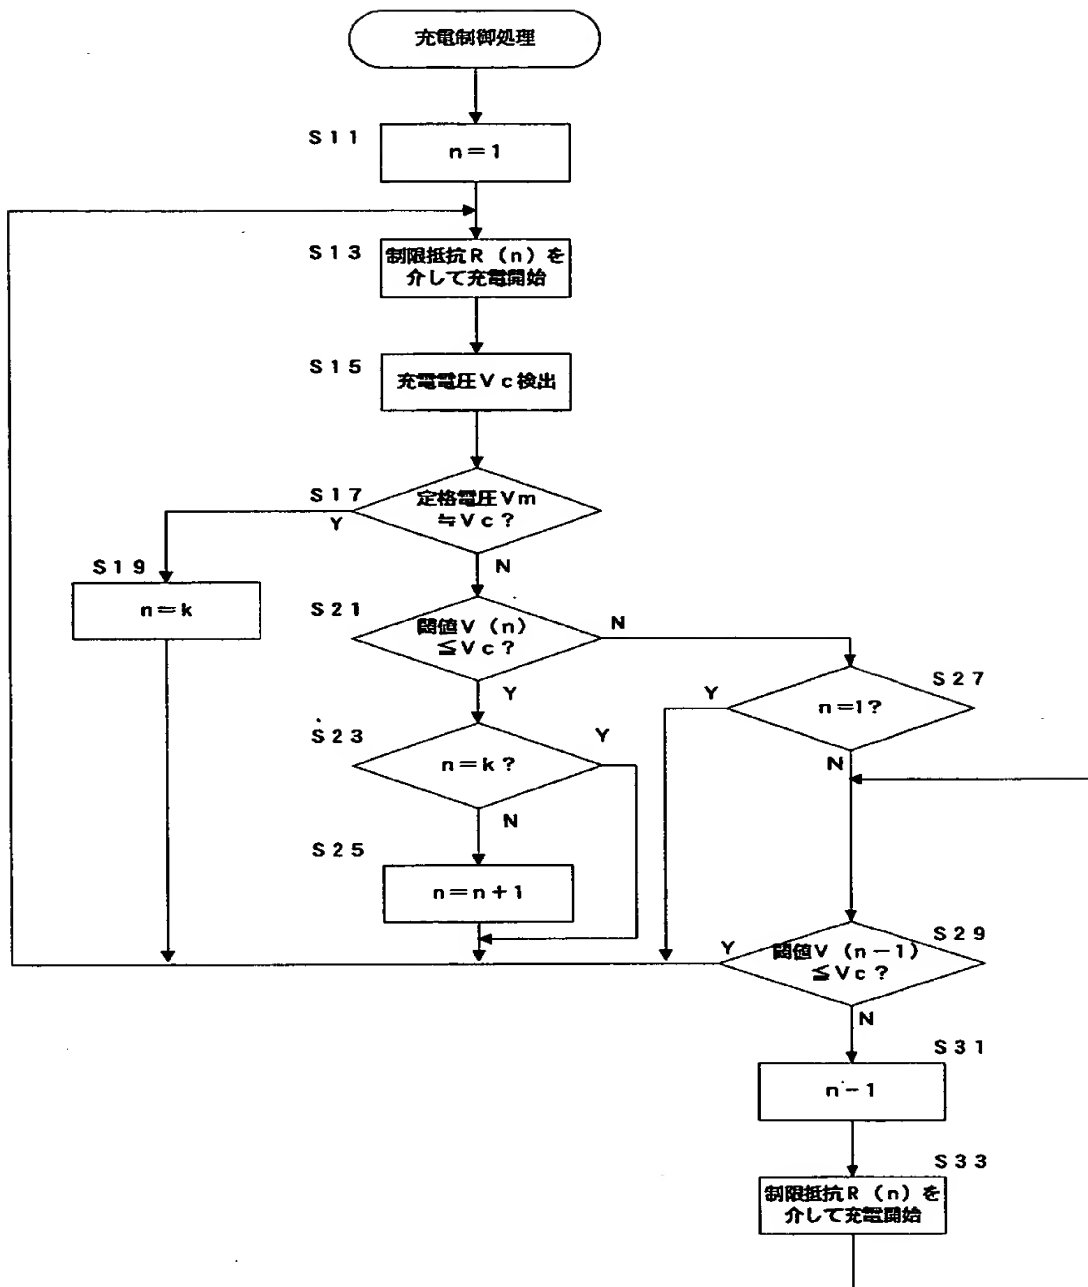 充電制御処理
S11
n=1
S13
制限抵抗R(n)を
介して充電開始
S15
充電電圧Vc検出
S17
定格電圧Vm
≒Vc?
Y
N
S19
n=k
S21
閾値V(n)
≦Vc?
N
Y
S27
n=1?
Y
N
S23
n=k?
Y
N
S25
n=n+1
S29
閾値V(n-1)
≦Vc?
Y
N
S31
n-1
S33
制限抵抗R(n)を
介して充電開始